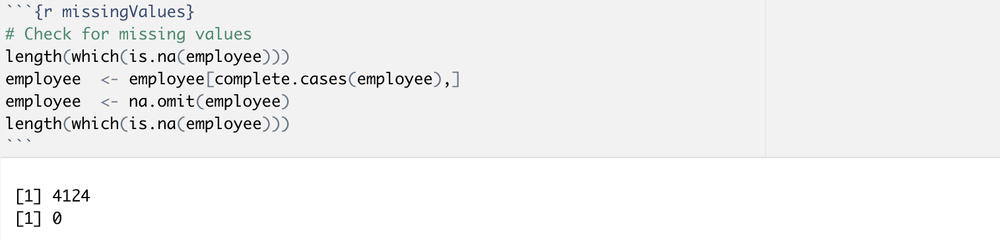 ```{r missingValues}
# Check for missing values
length(which(is.na(employee)))
employee  <- employee[complete.cases(employee),]
employee  <- na.omit(employee)
length(which(is.na(employee)))
```
[1] 4124
[1] 0